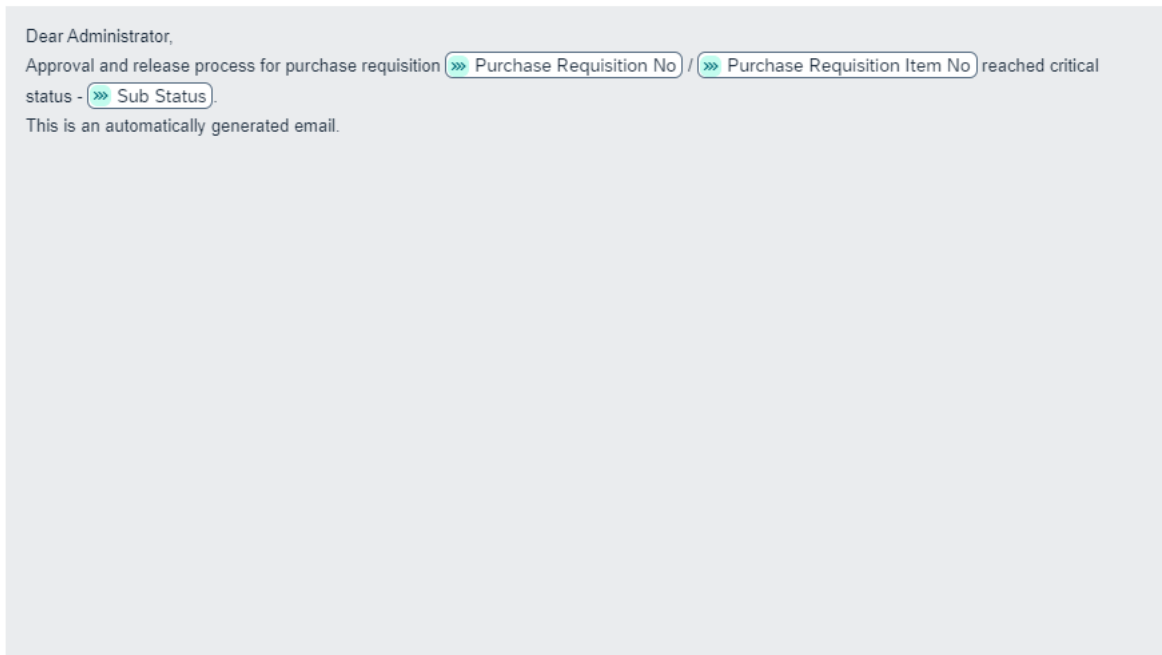 Dear Administrator,
Approval and release process for purchase requisition Purchase Requisition No / Purchase Requisition Item No reached critical
status - Sub Status.
This is an automatically generated email.